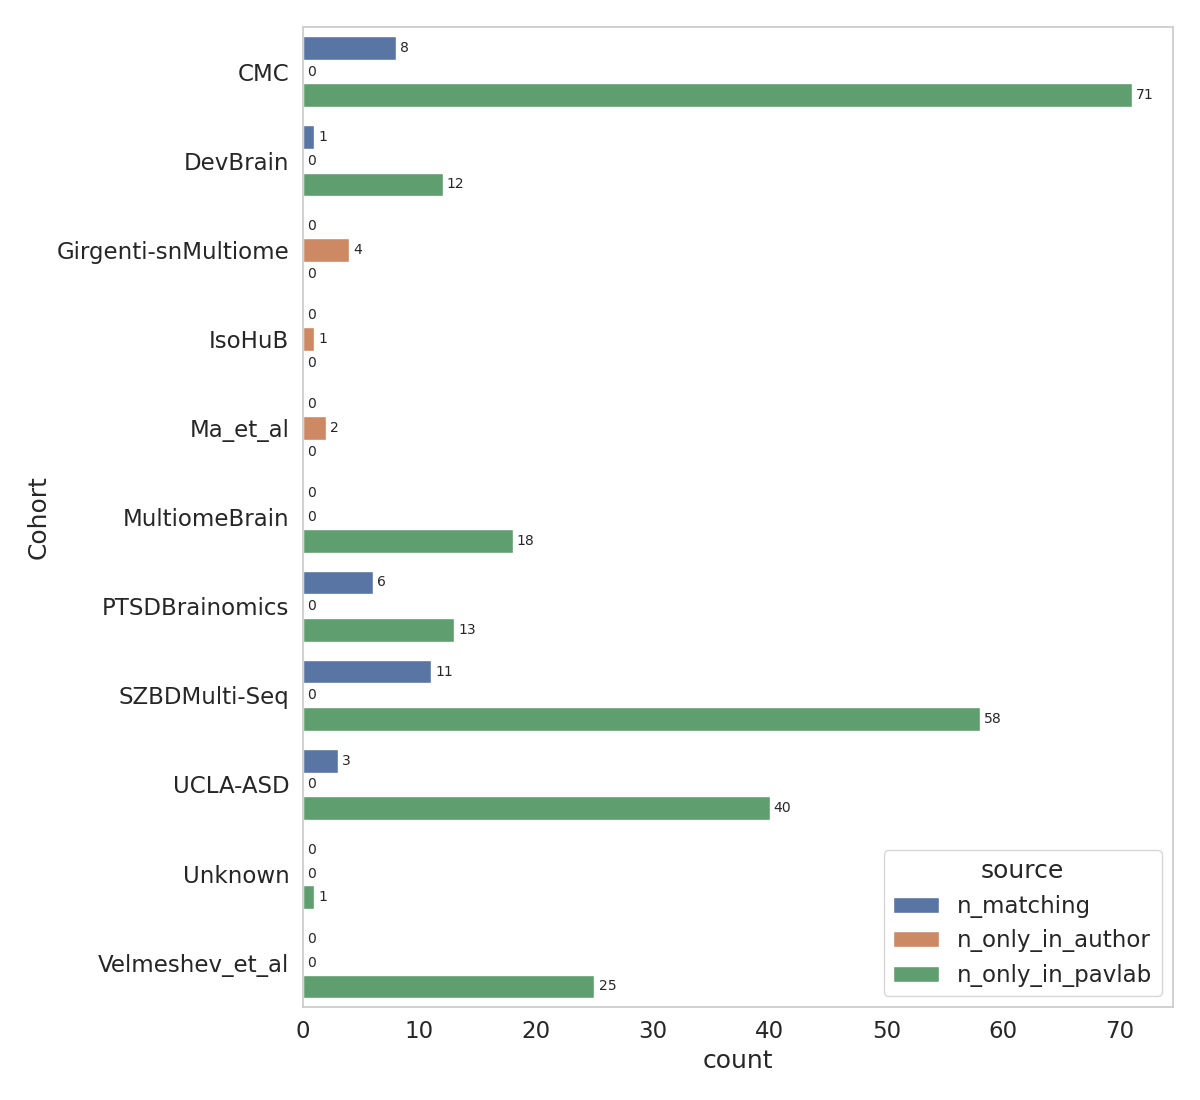 CMC
8
0
71
DevBrain
1
0
12
Girgenti-snMultiome
0
4
0
IsoHuB
0
1
0
Ma_et_al
0
2
0
MultiomeBrain
0
0
18
PTSDBrainomics
6
0
13
SZBDMulti-Seq
11
0
58
UCLA-ASD
3
0
40
Unknown
0
0
1
Velmeshev_et_al
0
0
25
Cohort
0 10 20 30 40 50 60 70
count
source
n_matching
n_only_in_author
n_only_in_pavlab